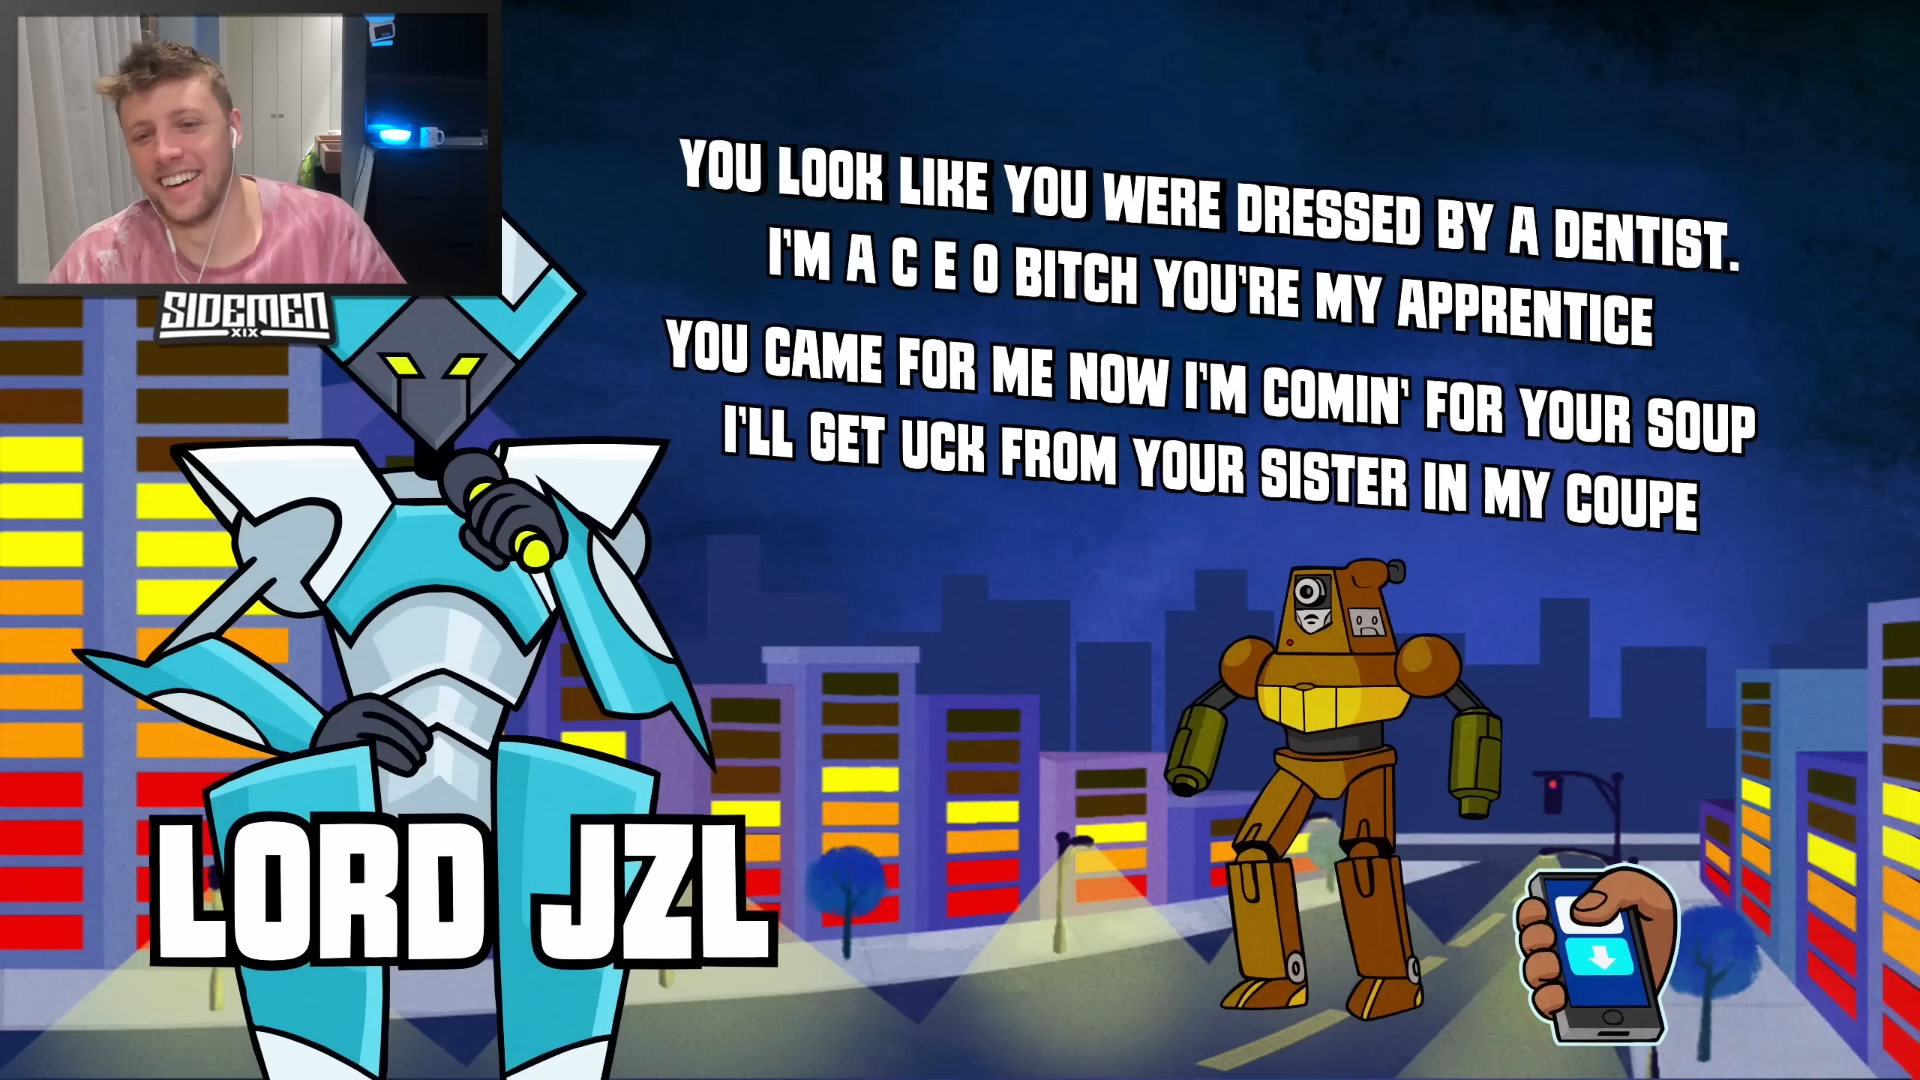 SIDEMEN
XIX
YOU LOOK LIKE YOU WERE DRESSED BY A DENTIST.
I'M A C E O BITCH YOU'RE MY APPRENTICE
YOU CAME FOR ME NOW I'M COMIN' FOR YOUR SOUP
I'LL GET UCK FROM YOUR SISTER IN MY COUPE
LORD JZL